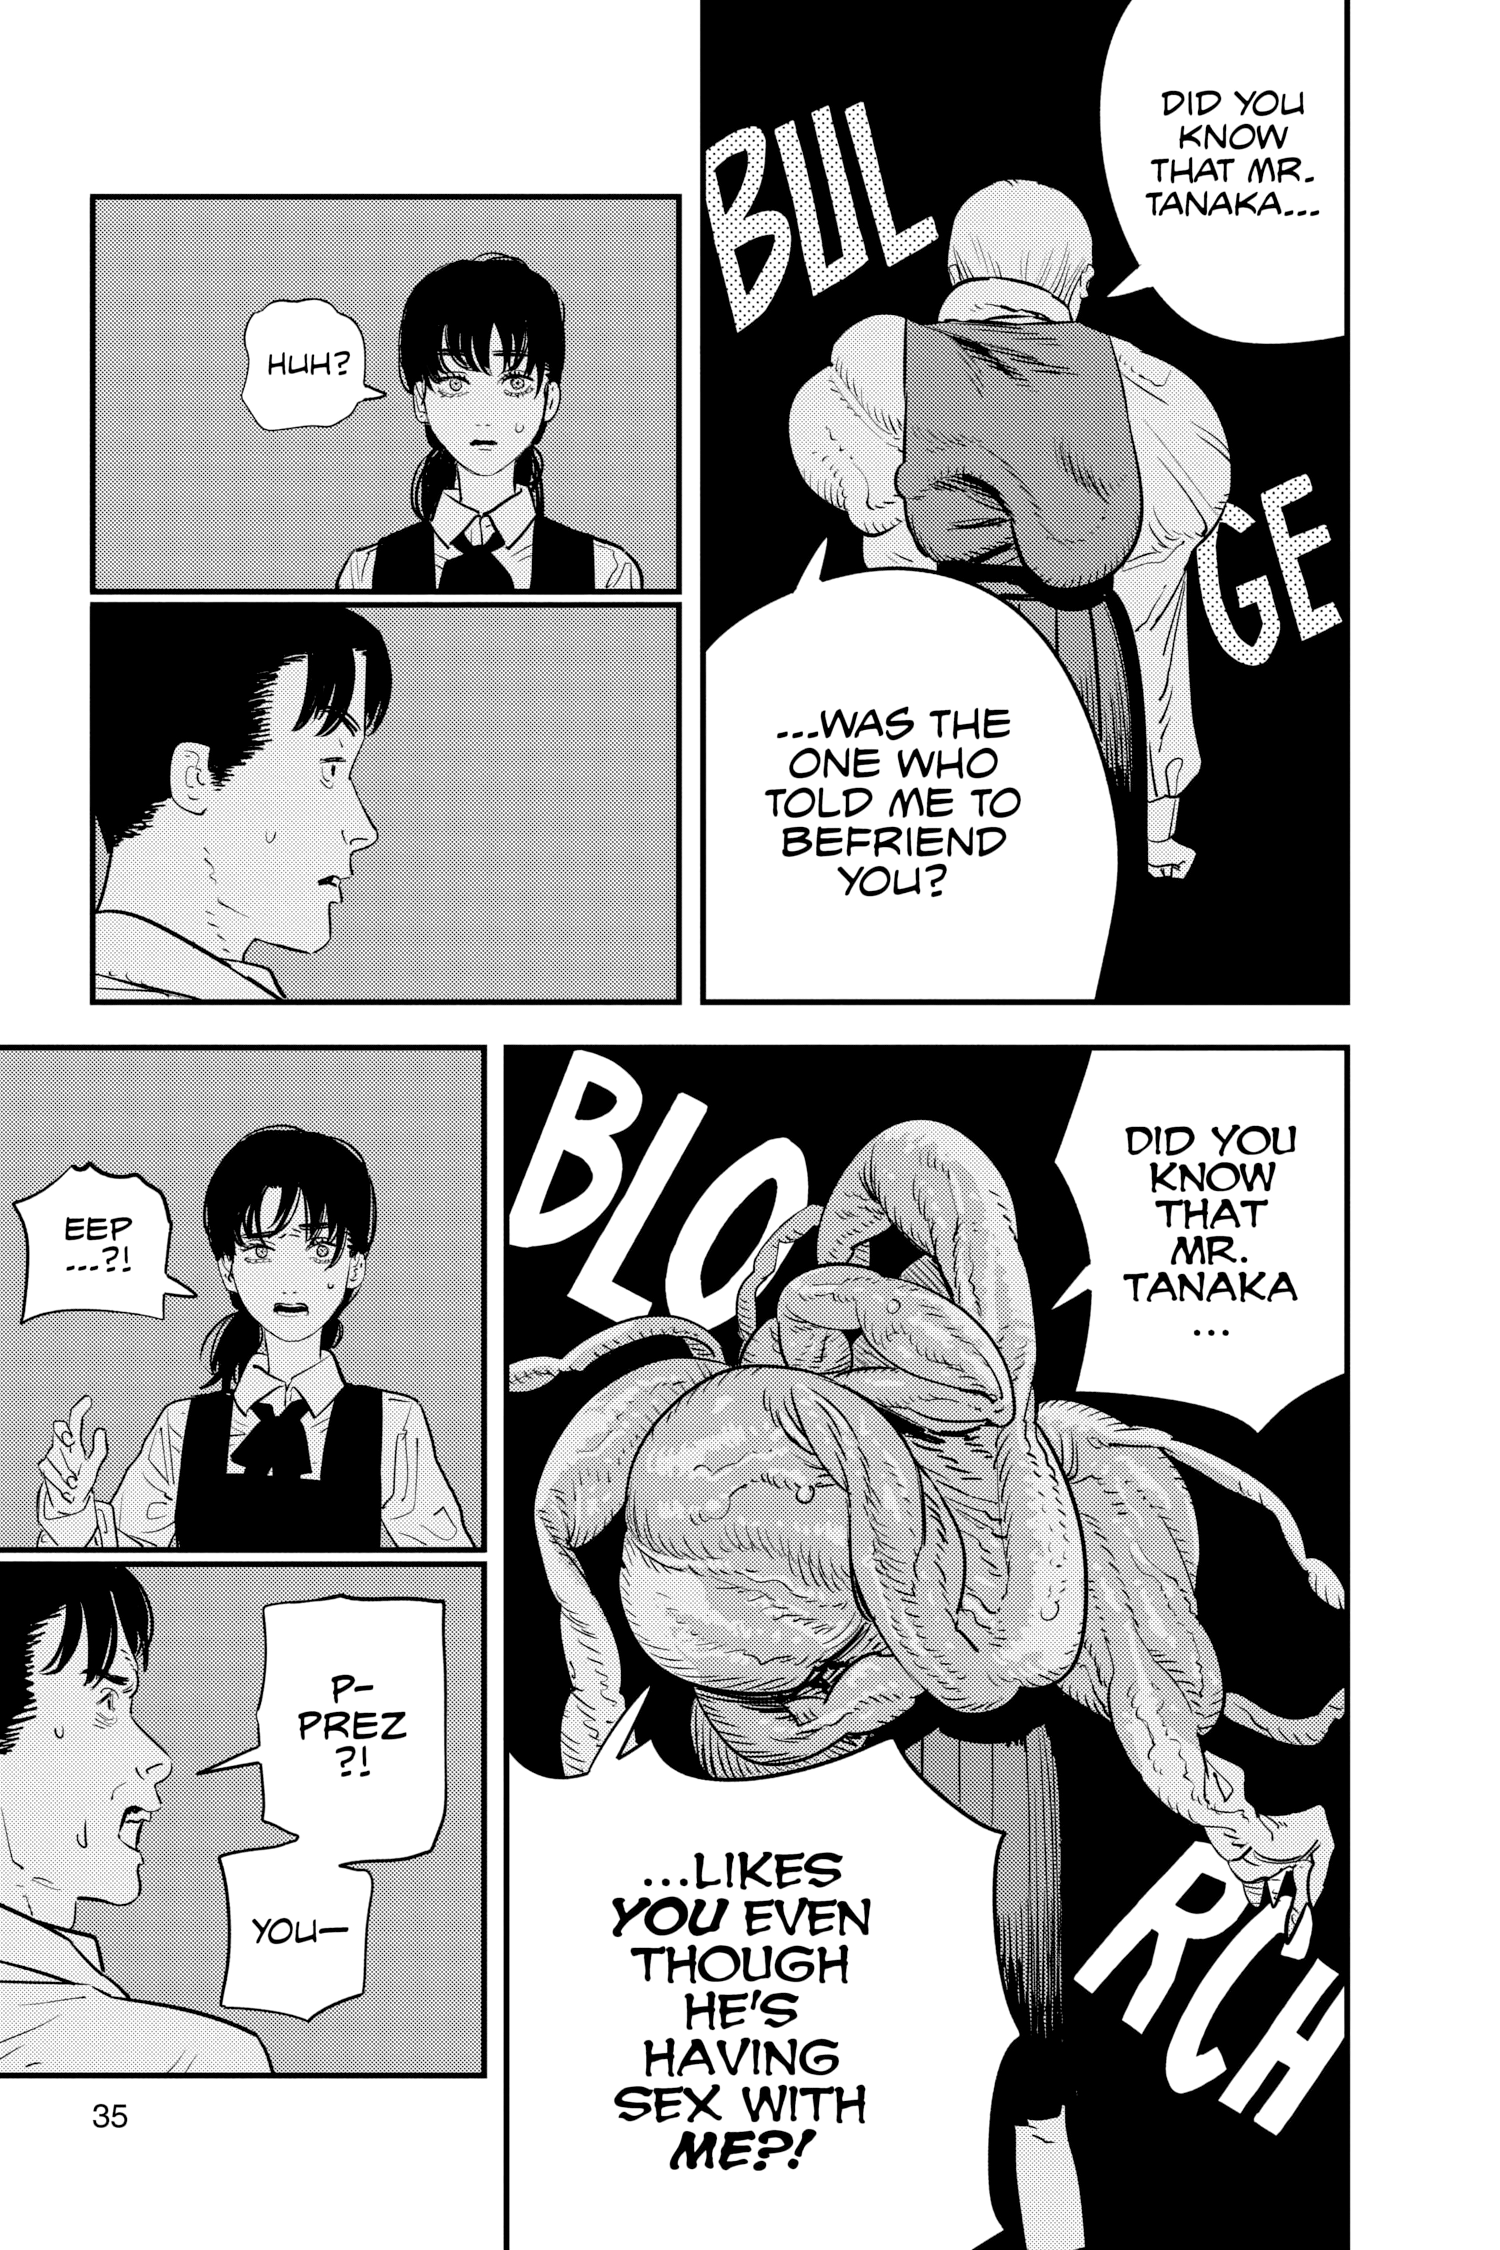 DID YOU
KNOW
THAT MR.
TANAKA...
BUL
GE
...WAS THE
ONE WHO
TOLD ME TO
BEFRIEND
YOU?
HUH?
DID YOU
KNOW
THAT
MR.
TANAKA
...
BLO
RCH
...LIKES
YOU EVEN
THOUGH
HE'S
HAVING
SEX WITH
ME?!
EEP
...?!
P-
PREZ
?!
YOU—
35